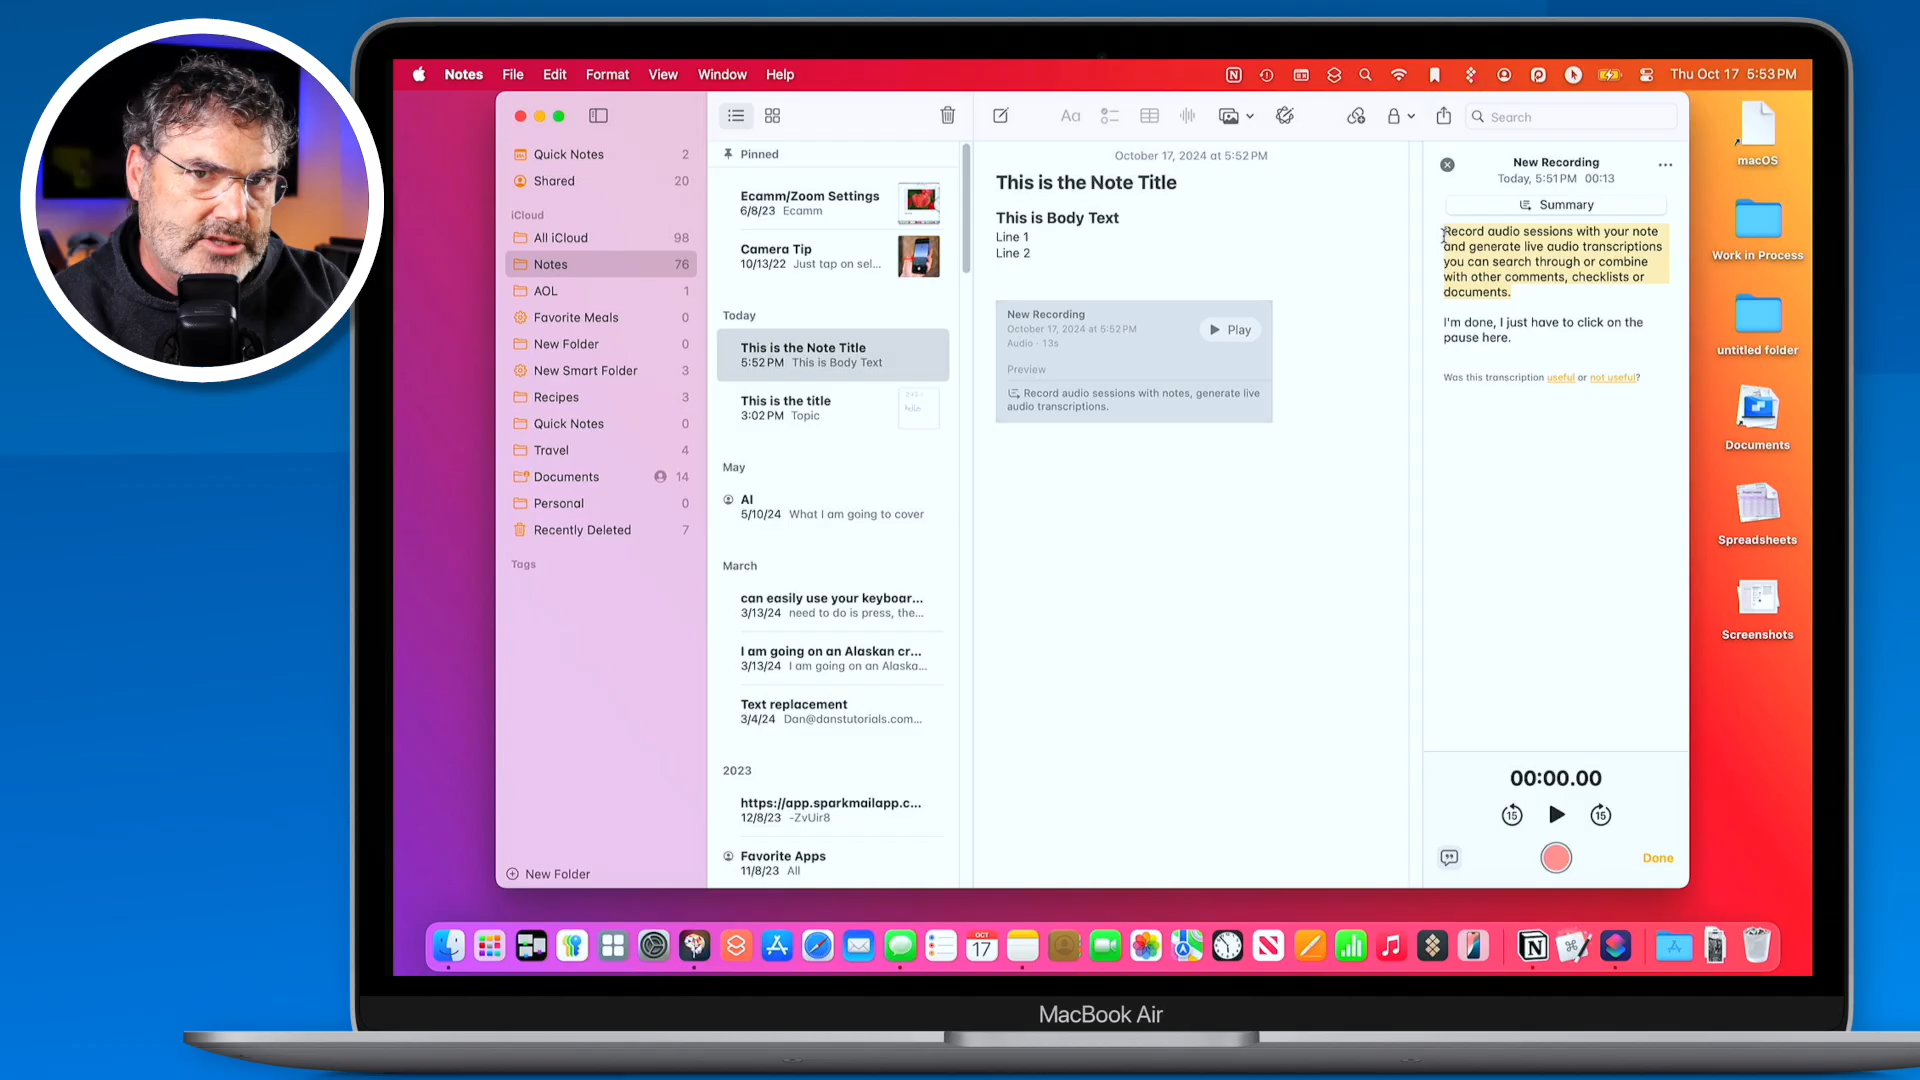 Notes File Edit Format View Window Help
Thu Oct 17 5:53 PM
Quick Notes 2
Shared 20
iCloud
All iCloud 98
Notes 76
AOL 1
Favorite Meals 0
New Folder 0
New Smart Folder 3
Recipes 3
Quick Notes 0
Travel 4
Documents 14
Personal 0
Recently Deleted 7
Tags
New Folder
Pinned
Ecamm/Zoom Settings
6/8/23 Ecamm
Camera Tip
10/13/22 Just tap on sel...
Today
This is the Note Title
5:52 PM This is Body Text
This is the title
3:02 PM Topic
hello
May
AI
5/10/24 What I am going to cover
March
can easily use your keyboar...
3/13/24 need to do is press, the...
I am going on an Alaskan cr...
3/13/24 I am going on an Alaska...
Text replacement
3/4/24 Dan@danstutorials.com...
2023
https://app.sparkmailapp.c...
12/8/23 -ZvUir8
Favorite Apps
11/8/23 All
Aa
Search
October 17, 2024 at 5:52 PM
This is the Note Title
This is Body Text
Line 1
Line 2
New Recording
October 17, 2024 at 5:52 PM
Audio · 13s
Play
Preview
Record audio sessions with notes, generate live
audio transcriptions.
New Recording
Today, 5:51 PM 00:13
Summary
Record audio sessions with your note
and generate live audio transcriptions
you can search through or combine
with other comments, checklists or
documents.
I'm done, I just have to click on the
pause here.
Was this transcription useful or not useful?
00:00.00
15 15
Done
macOS
Work in Process
untitled folder
Documents
Spreadsheets
Screenshots
OCT
17
MacBook Air